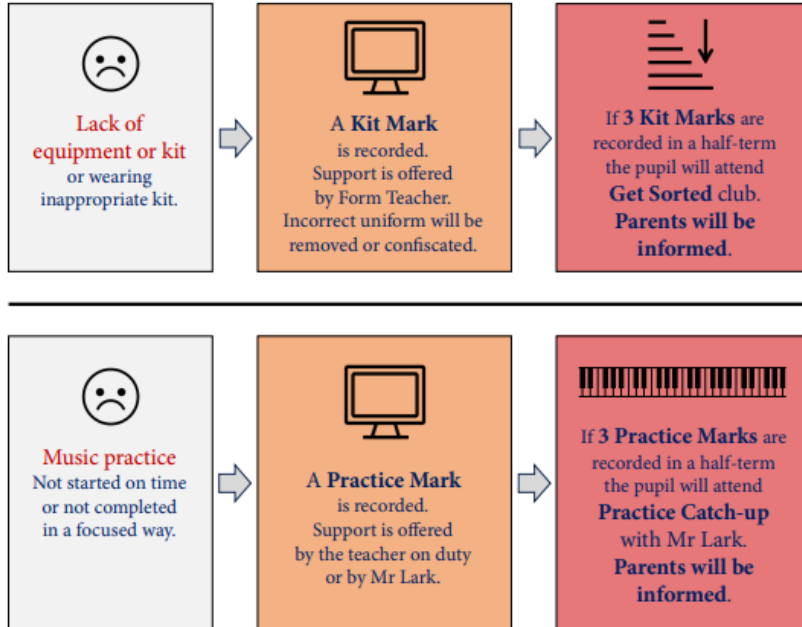 Lack of
equipment or kit
or wearing
inappropriate kit.
A Kit Mark
is recorded.
Support is offered
by Form Teacher.
Incorrect uniform will be
removed or confiscated.
If 3 Kit Marks are
recorded in a half-term
the pupil will attend
Get Sorted club.
Parents will be
informed.
Music practice
Not started on time
or not completed
in a focused way.
A Practice Mark
is recorded.
Support is offered
by the teacher on duty
or by Mr Lark.
If 3 Practice Marks are
recorded in a half-term
the pupil will attend
Practice Catch-up
with Mr Lark.
Parents will be
informed.